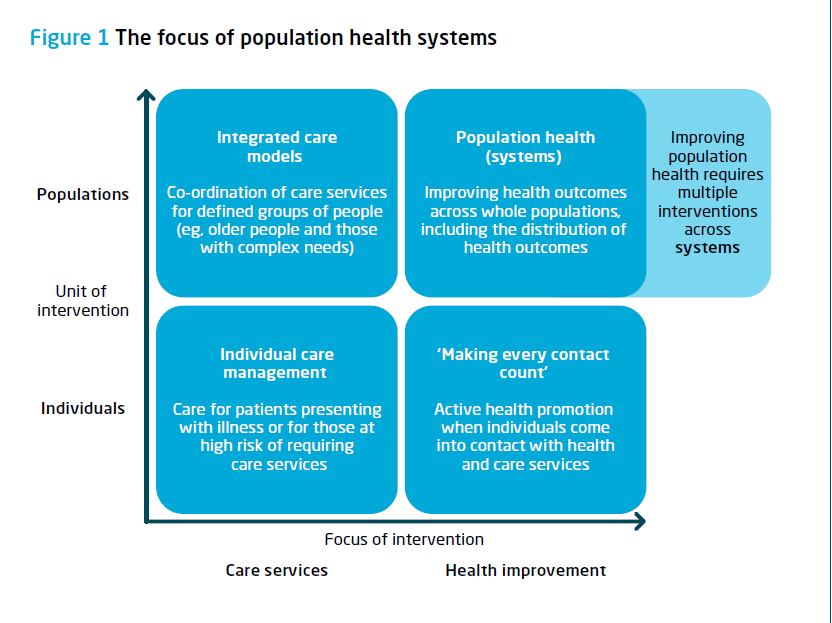 Figure 1 The focus of population health systems
Populations
Unit of
intervention
Individuals
Integrated care
models
Co-ordination of care services
for defined groups of people
(eg, older people and those
with complex needs)
Population health
(systems)
Improving health outcomes
across whole populations,
including the distribution of
health outcomes
Improving
population
health requires
multiple
interventions
across
systems
Individual care
management
Care for patients presenting
with illness or for those at
high risk of requiring
care services
‘Making every contact
count’
Active health promotion
when individuals come
into contact with health
and care services
Focus of intervention
Care services
Health improvement